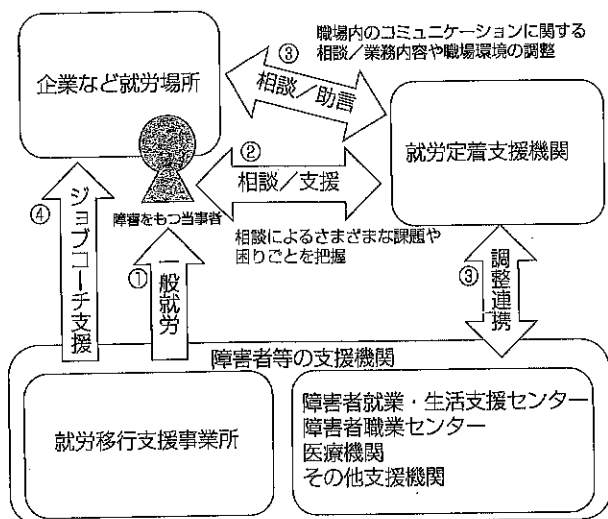 職場内のコミュニケーションに関する
相談/業務内容や職場環境の調整
企業など就労場所
③
相談/助言
就労定着支援機関
②
相談/支援
障害をもつ当事者
相談によるさまざまな課題や
困りごとを把握
④
ジョブコーチ支援
①
一般就労
③
調整連携
障害者等の支援機関
就労移行支援事業所
障害者就業・生活支援センター
障害者職業センター
医療機関
その他支援機関